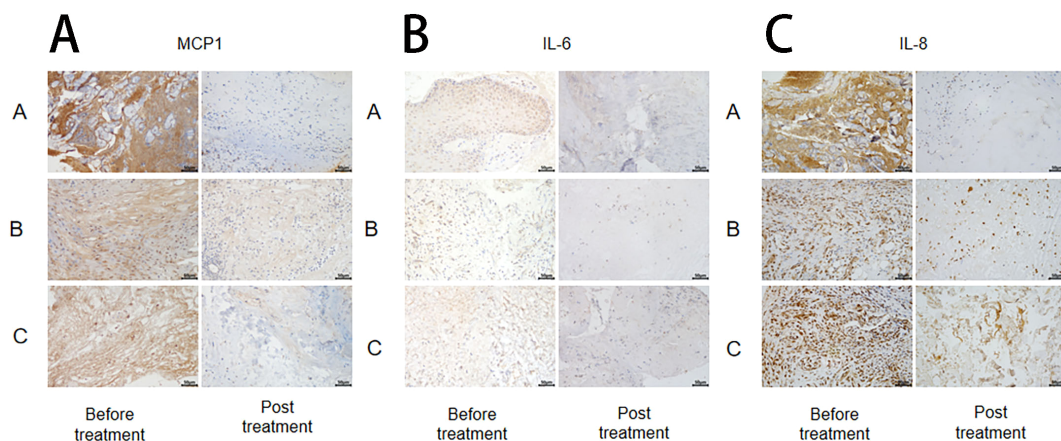 A MCP1 B IL-6 C IL-8
A A A
B B B
C C C
Before treatment Post treatment Before treatment Post treatment Before treatment Post treatment